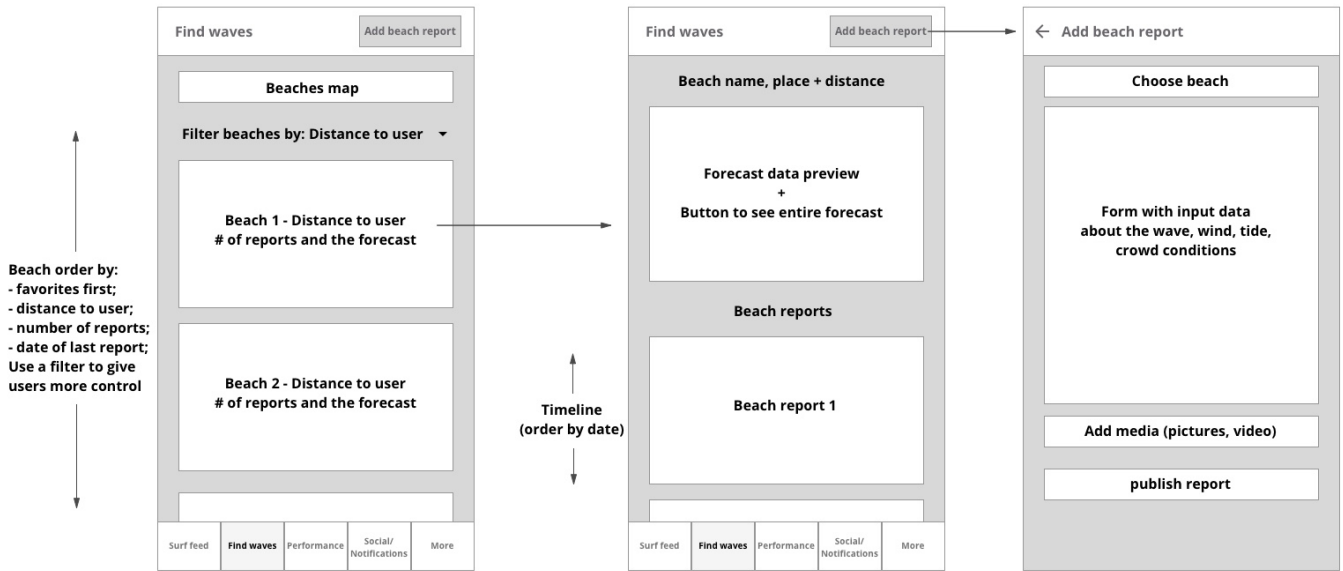 Beach order by:
- favorites first;
- distance to user;
- number of reports;
- date of last report;
Use a filter to give
users more control
Find waves
Add beach report
Beaches map
Filter beaches by: Distance to user
Beach 1 - Distance to user
# of reports and the forecast
Beach 2 - Distance to user
# of reports and the forecast
Surf feed
Find waves
Performance
Social/
Notifications
More
Timeline
(order by date)
Find waves
Add beach report
Beach name, place + distance
Forecast data preview
+
Button to see entire forecast
Beach reports
Beach report 1
Surf feed
Find waves
Performance
Social/
Notifications
More
Add beach report
Choose beach
Form with input data
about the wave, wind, tide,
crowd conditions
Add media (pictures, video)
publish report